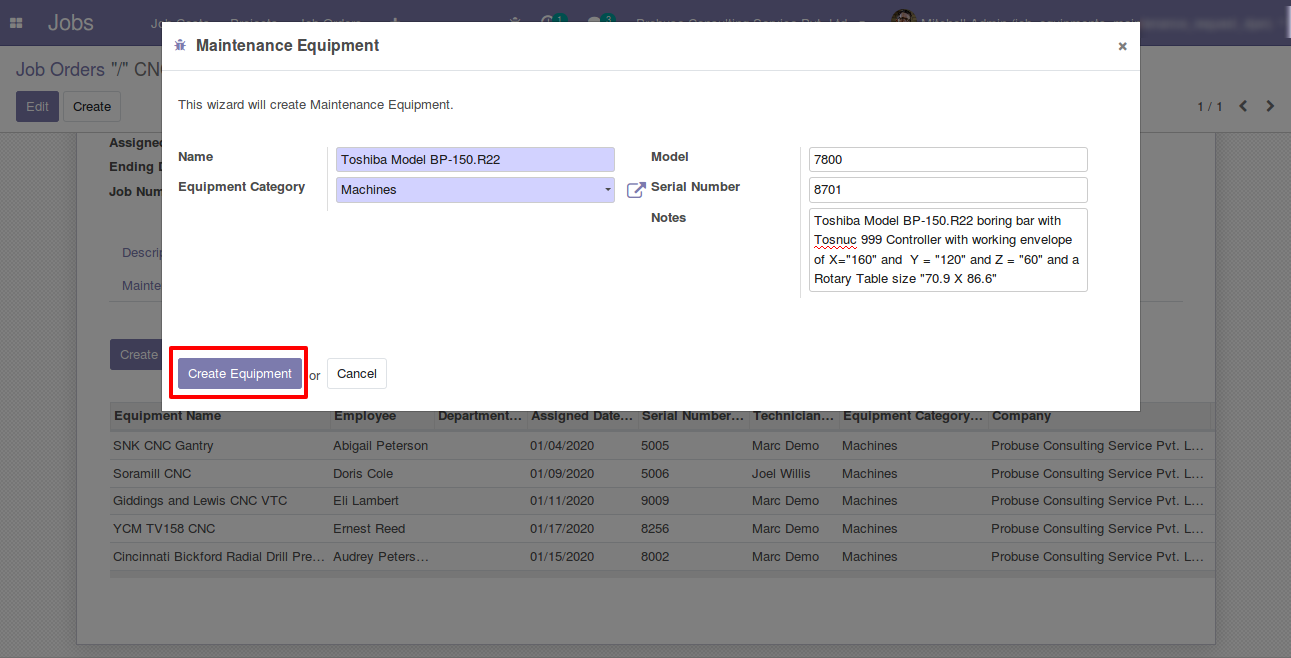 Jobs
Maintenance Equipment
×
Job Orders "/" CNC
Edit
Create
1 / 1
This wizard will create Maintenance Equipment.
Name
Toshiba Model BP-150.R22
Model
7800
Equipment Category
Machines
Serial Number
8701
Notes
Toshiba Model BP-150.R22 boring bar with
Tosnuc 999 Controller with working envelope
of X="160" and  Y = "120" and Z = "60" and a
Rotary Table size "70.9 X 86.6"
Assigned
Ending D
Job Num
Descrip
Mainte
Create
Create Equipment
or
Cancel
Equipment Name Employee Department... Assigned Date... Serial Number... Technician... Equipment Category... Company
SNK CNC Gantry Abigail Peterson 01/04/2020 5005 Marc Demo Machines Probuse Consulting Service Pvt. L...
Soramill CNC Doris Cole 01/09/2020 5006 Joel Willis Machines Probuse Consulting Service Pvt. L...
Giddings and Lewis CNC VTC Eli Lambert 01/11/2020 9009 Marc Demo Machines Probuse Consulting Service Pvt. L...
YCM TV158 CNC Ernest Reed 01/17/2020 8256 Marc Demo Machines Probuse Consulting Service Pvt. L...
Cincinnati Bickford Radial Drill Pre... Audrey Peters... 01/15/2020 8002 Marc Demo Machines Probuse Consulting Service Pvt. L...